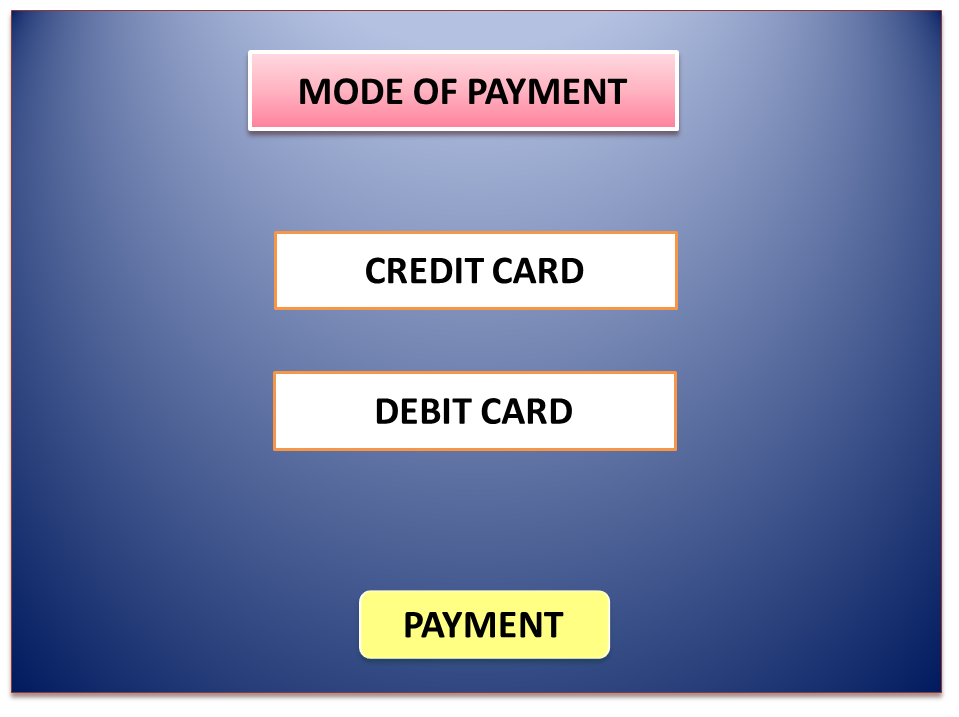 MODE OF PAYMENT
CREDIT CARD
DEBIT CARD
PAYMENT